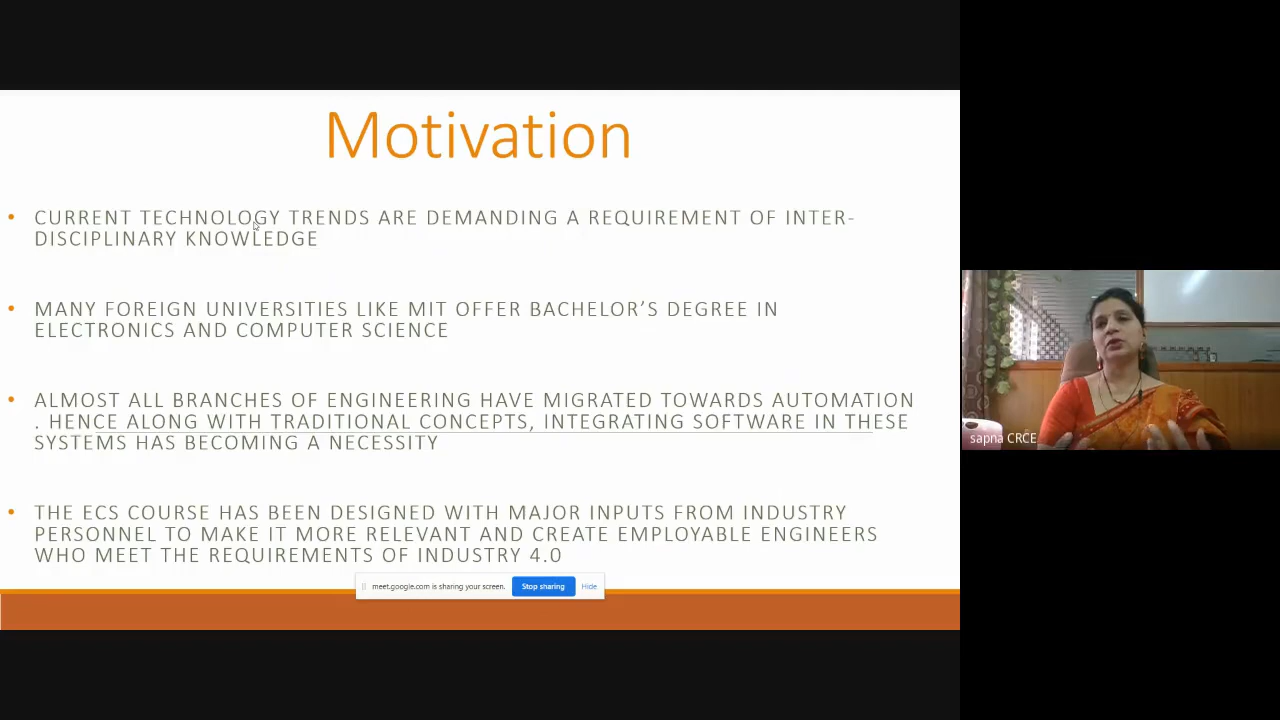 Motivation
• CURRENT TECHNOLOGY TRENDS ARE DEMANDING A REQUIREMENT OF INTER-
DISCIPLINARY KNOWLEDGE
• MANY FOREIGN UNIVERSITIES LIKE MIT OFFER BACHELOR’S DEGREE IN
ELECTRONICS AND COMPUTER SCIENCE
• ALMOST ALL BRANCHES OF ENGINEERING HAVE MIGRATED TOWARDS AUTOMATION
. HENCE ALONG WITH TRADITIONAL CONCEPTS, INTEGRATING SOFTWARE IN THESE
SYSTEMS HAS BECOMING A NECESSITY
• THE ECS COURSE HAS BEEN DESIGNED WITH MAJOR INPUTS FROM INDUSTRY
PERSONNEL TO MAKE IT MORE RELEVANT AND CREATE EMPLOYABLE ENGINEERS
WHO MEET THE REQUIREMENTS OF INDUSTRY 4.0
meet.google.com is sharing your screen. Stop sharing Hide
sapna CRCE